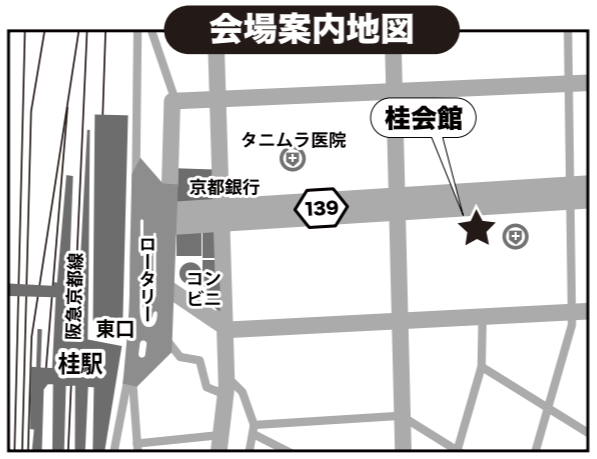 会場案内地図
桂会館
タニムラ医院
京都銀行
139
ロータリー
コン
ビニ
阪急京都線
東口
桂駅